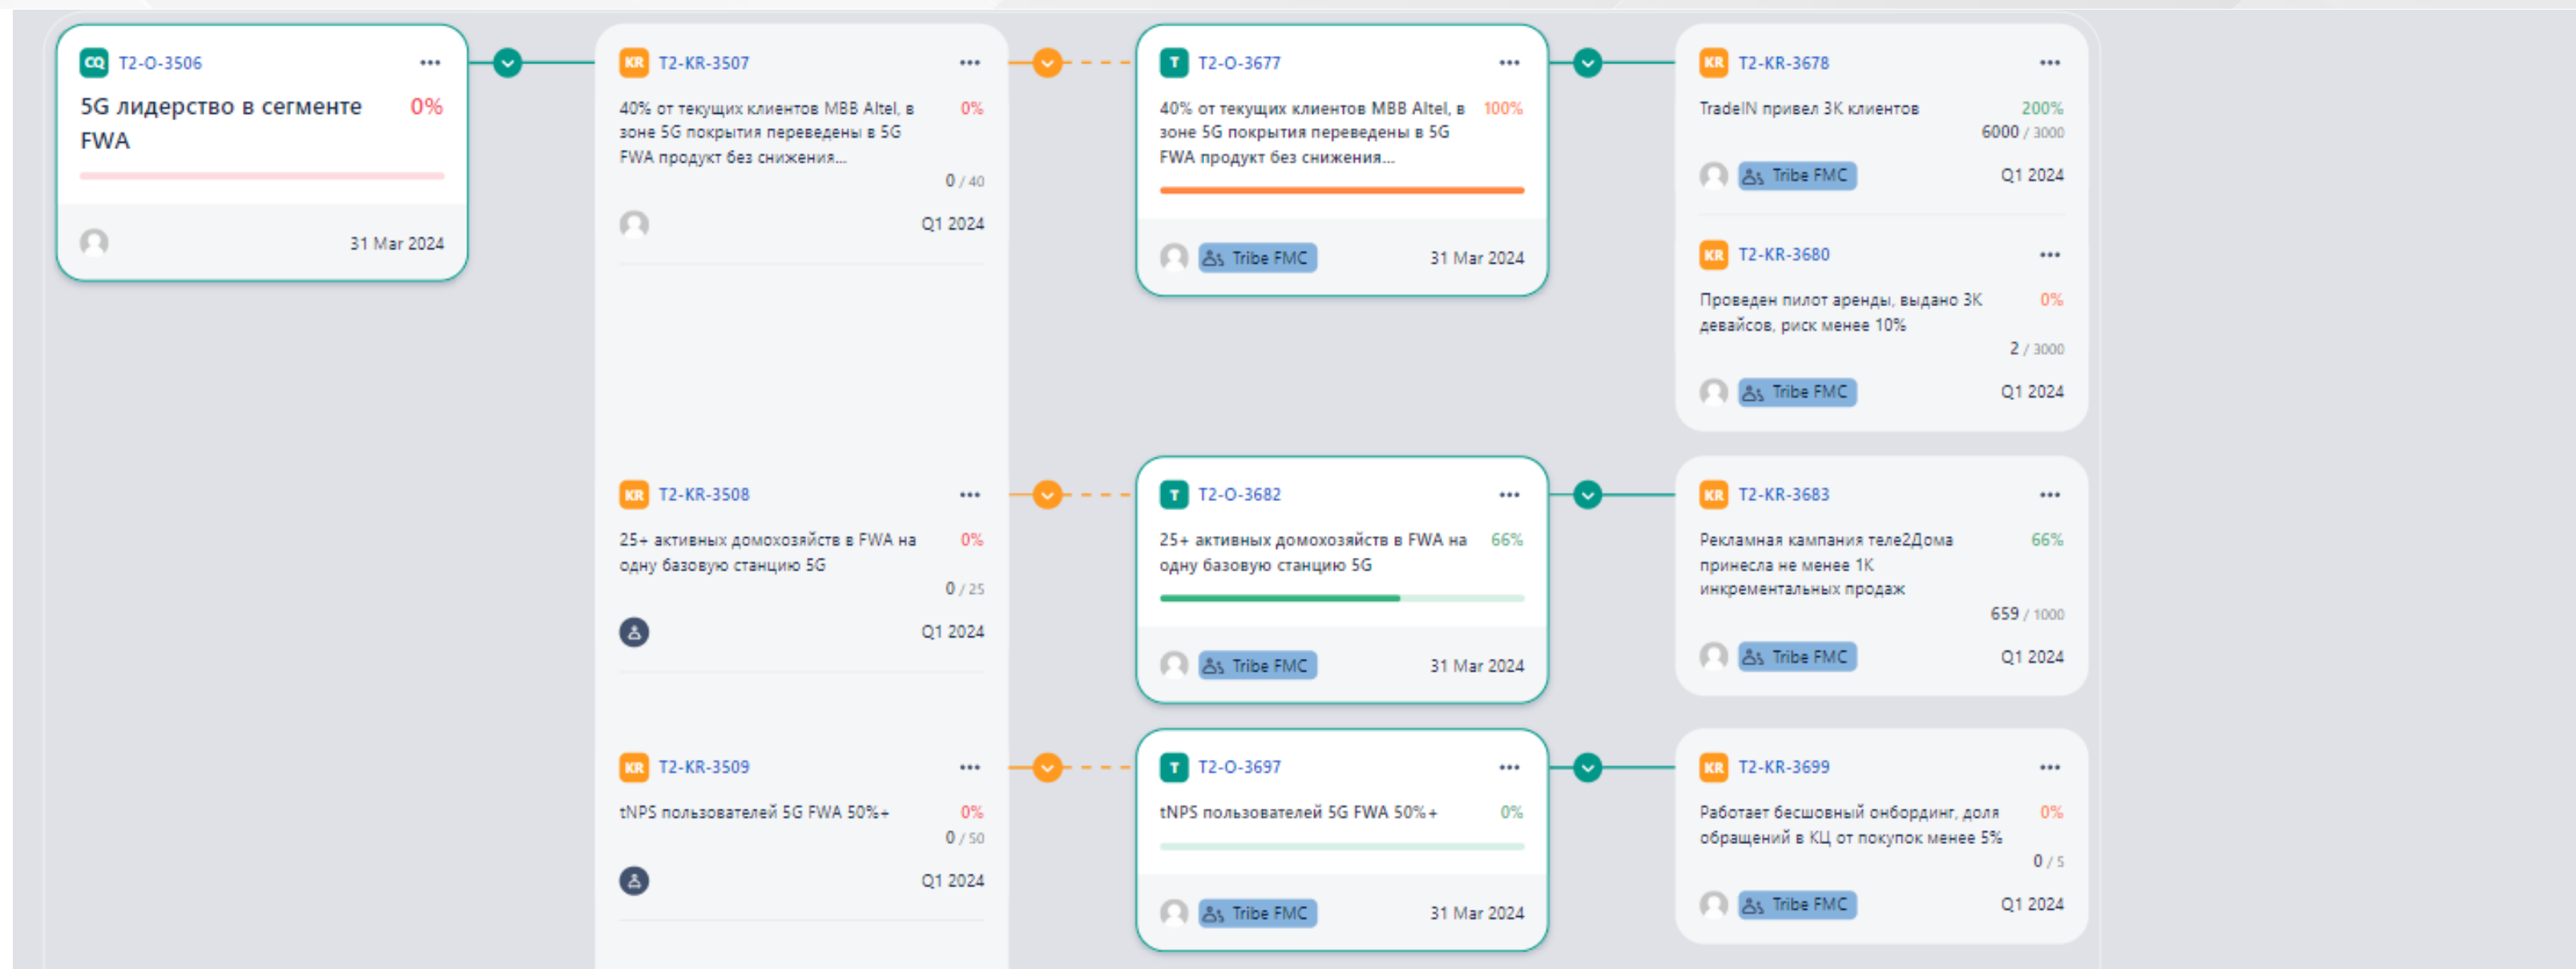 CQ T2-O-3506
5G лидерство в сегменте 0%
FWA
31 Mar 2024
KR T2-KR-3507
40% от текущих клиентов MBB Altel, в 0%
зоне 5G покрытия переведены в 5G
FWA продукт без снижения...
0 / 40
Q1 2024
T T2-O-3677
40% от текущих клиентов MBB Altel, в 100%
зоне 5G покрытия переведены в 5G
FWA продукт без снижения...
Tribe FMC 31 Mar 2024
KR T2-KR-3678
TradeIN привел 3К клиентов 200%
6000 / 3000
Tribe FMC Q1 2024
KR T2-KR-3680
Проведен пилот аренды, выдано 3К 0%
девайсов, риск менее 10%
2 / 3000
Tribe FMC Q1 2024
KR T2-KR-3508
25+ активных домохозяйств в FWA на 0%
одну базовую станцию 5G
0 / 25
Q1 2024
T T2-O-3682
25+ активных домохозяйств в FWA на 66%
одну базовую станцию 5G
Tribe FMC 31 Mar 2024
KR T2-KR-3683
Рекламная кампания теле2Дома 66%
принесла не менее 1К
инкрементальных продаж
659 / 1000
Tribe FMC Q1 2024
KR T2-KR-3509
tNPS пользователей 5G FWA 50%+ 0%
0 / 50
Q1 2024
T T2-O-3697
tNPS пользователей 5G FWA 50%+ 0%
Tribe FMC 31 Mar 2024
KR T2-KR-3699
Работает бесшовный онбординг, доля 0%
обращений в КЦ от покупок менее 5%
0 / 5
Tribe FMC Q1 2024